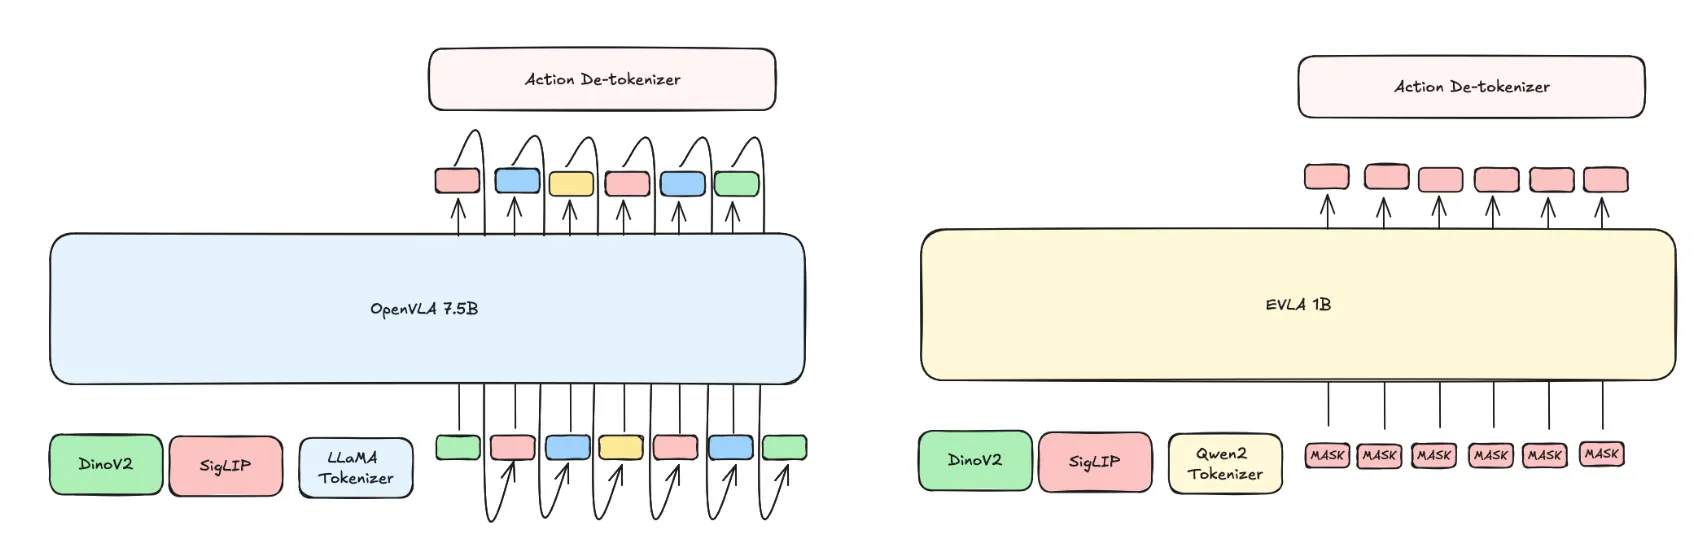 Action De-tokenizer
OpenVLA 7.5B
DinoV2
SigLIP
LLaMA
Tokenizer
Action De-tokenizer
EVLA 1B
DinoV2
SigLIP
Qwen2
Tokenizer
MASK
MASK
MASK
MASK
MASK
MASK